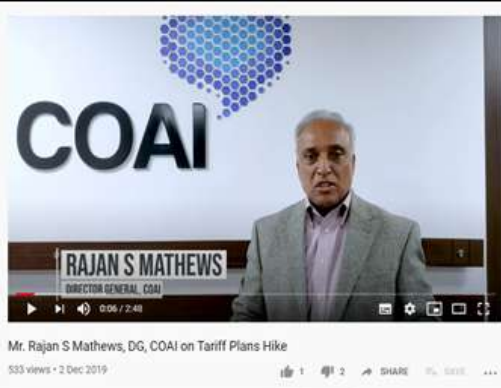 COAI
RAJAN S MATHEWS
DIRECTOR GENERAL, COAI
0:06 / 2:48
Mr. Rajan S Mathews, DG, COAI on Tariff Plans Hike
533 views • 2 Dec 2019
1
2
SHARE
SAVE